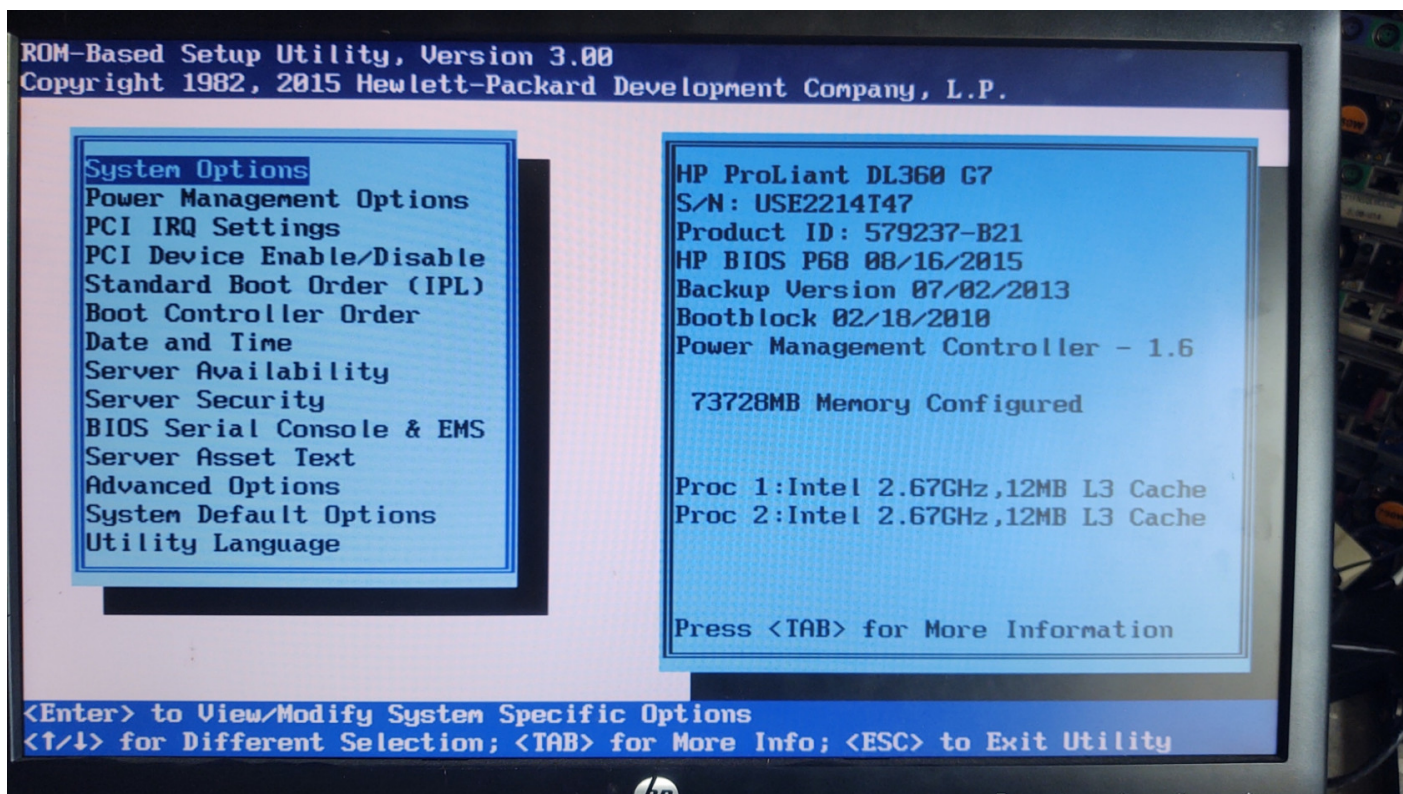 ROM-Based Setup Utility, Version 3.00
Copyright 1982, 2015 Hewlett-Packard Development Company, L.P.
System Options
Power Management Options
PCI IRQ Settings
PCI Device Enable/Disable
Standard Boot Order (IPL)
Boot Controller Order
Date and Time
Server Availability
Server Security
BIOS Serial Console & EMS
Server Asset Text
Advanced Options
System Default Options
Utility Language
HP ProLiant DL360 G7
S/N: USE2214T47
Product ID: 579237-B21
HP BIOS P68 08/16/2015
Backup Version 07/02/2013
Bootblock 02/18/2010
Power Management Controller - 1.6
73728MB Memory Configured
Proc 1:Intel 2.67GHz,12MB L3 Cache
Proc 2:Intel 2.67GHz,12MB L3 Cache
Press <TAB> for More Information
<Enter> to View/Modify System Specific Options
<↑/↓> for Different Selection; <TAB> for More Info; <ESC> to Exit Utility